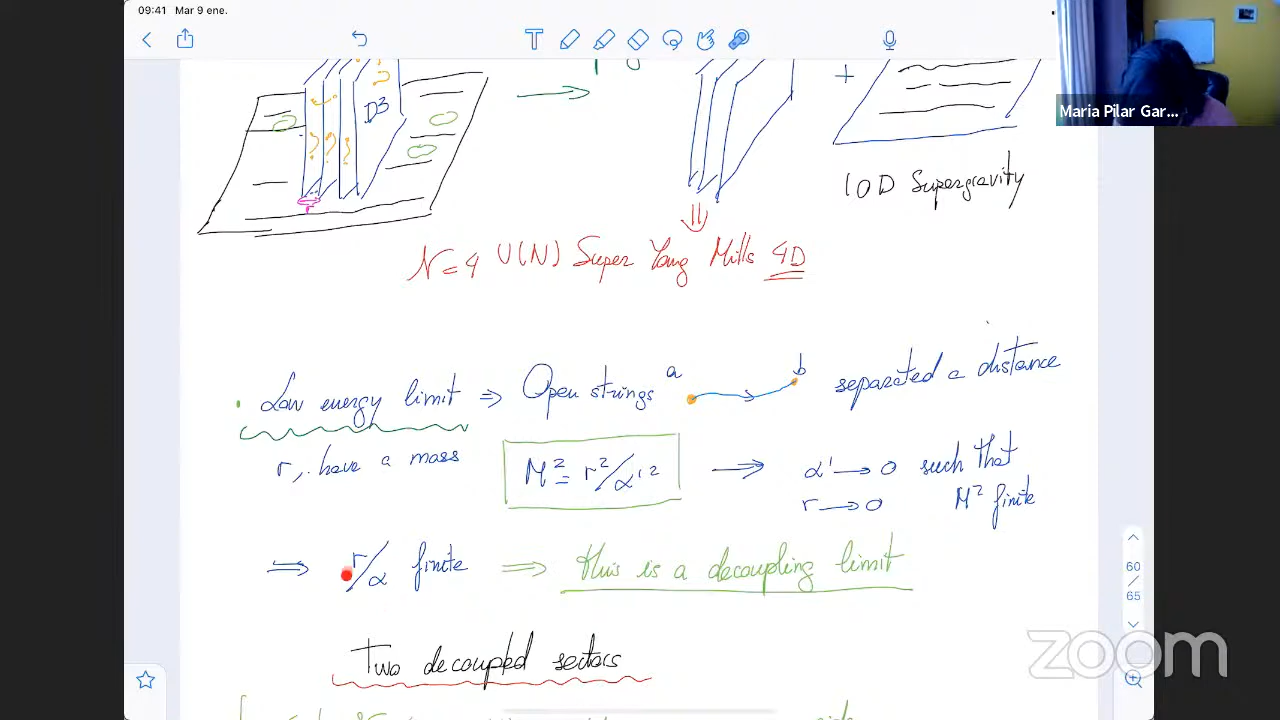 09:41 Mar 9 ene.
Maria Pilar Gar...
D3
+
10 D Supergravity
N=4 U(N) Super Yang Mills 4D
• Low energy limit ⇒ Open strings a b separated a distance
r, have a mass M² = r²/α'² ⇒ α' → 0 such that
r → 0 M² finite
⇒ r/α finite ⇒ this is a decoupling limit
Two decoupled sectors
60
/
65
zoom